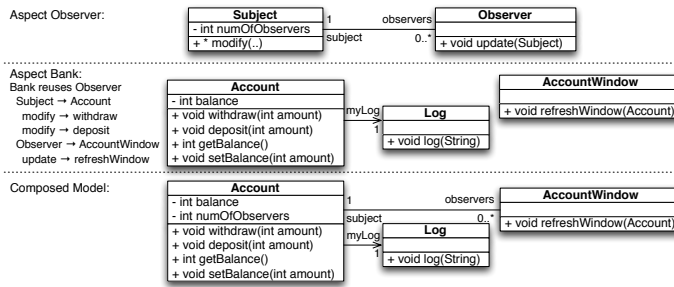 Aspect Observer:
Subject
- int numOfObservers
+ * modify(..)
1
subject
observers
0..*
Observer
+ void update(Subject)
Aspect Bank:
Bank reuses Observer
Subject → Account
modify → withdraw
modify → deposit
Observer → AccountWindow
update → refreshWindow
Account
- int balance
+ void withdraw(int amount)
+ void deposit(int amount)
+ int getBalance()
+ void setBalance(int amount)
myLog
1
Log
+ void log(String)
AccountWindow
+ void refreshWindow(Account)
Composed Model:
Account
- int balance
- int numOfObservers
+ void withdraw(int amount)
+ void deposit(int amount)
+ int getBalance()
+ void setBalance(int amount)
1
subject
observers
0..*
myLog
1
Log
+ void log(String)
AccountWindow
+ void refreshWindow(Account)